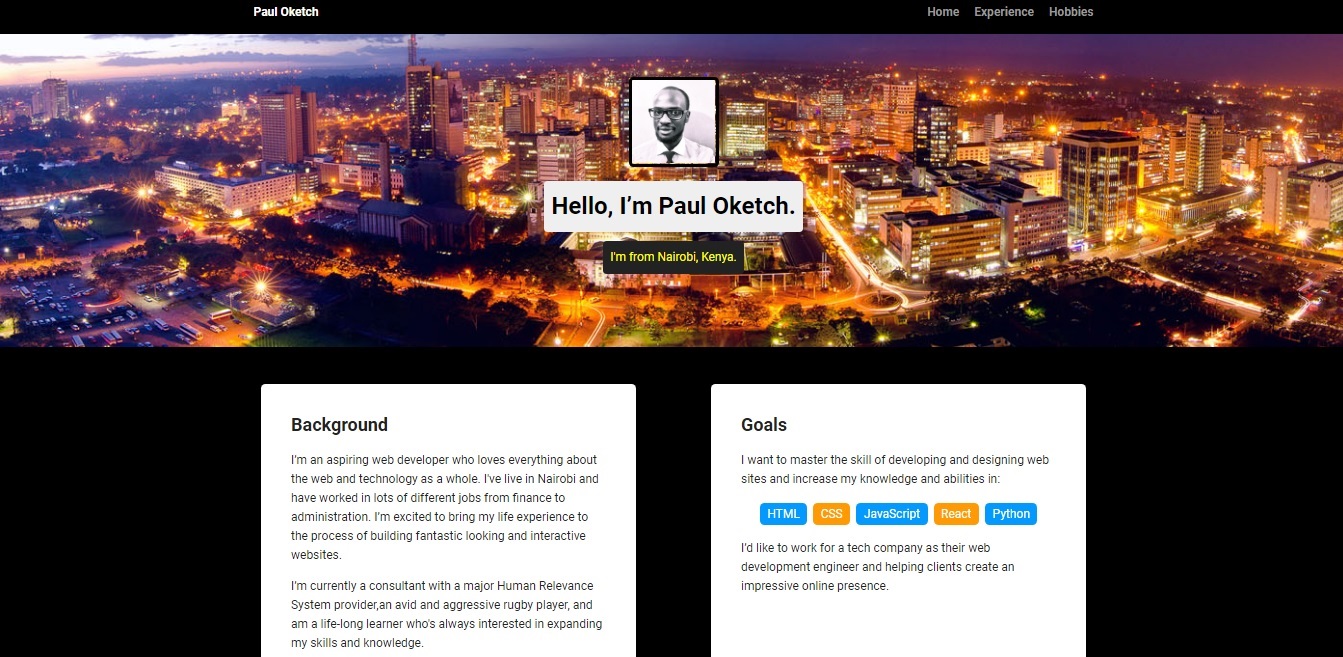 Paul Oketch
Home Experience Hobbies
Hello, I’m Paul Oketch.
I'm from Nairobi, Kenya.
Background
I’m an aspiring web developer who loves everything about
the web and technology as a whole. I've live in Nairobi and
have worked in lots of different jobs from finance to
administration. I’m excited to bring my life experience to
the process of building fantastic looking and interactive
websites.
I’m currently a consultant with a major Human Relevance
System provider,an avid and aggressive rugby player, and
am a life-long learner who's always interested in expanding
my skills and knowledge.
Goals
I want to master the skill of developing and designing web
sites and increase my knowledge and abilities in:
HTML CSS JavaScript React Python
I’d like to work for a tech company as their web
development engineer and helping clients create an
impressive online presence.